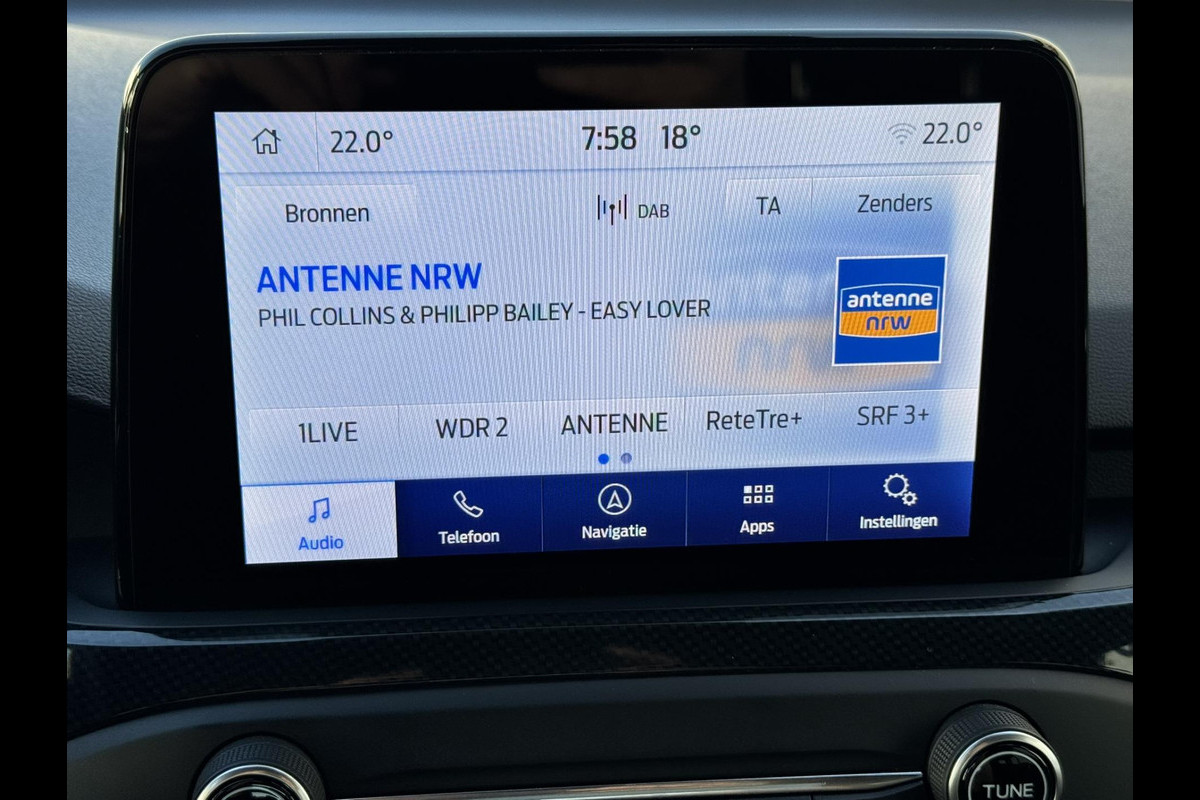 22.0° 7:58 18° 22.0°
Bronnen DAB TA Zenders
ANTENNE NRW
PHIL COLLINS & PHILIPP BAILEY - EASY LOVER
antenne
nrw
1LIVE WDR 2 ANTENNE ReteTre+ SRF 3+
Audio Telefoon Navigatie Apps Instellingen
TUNE